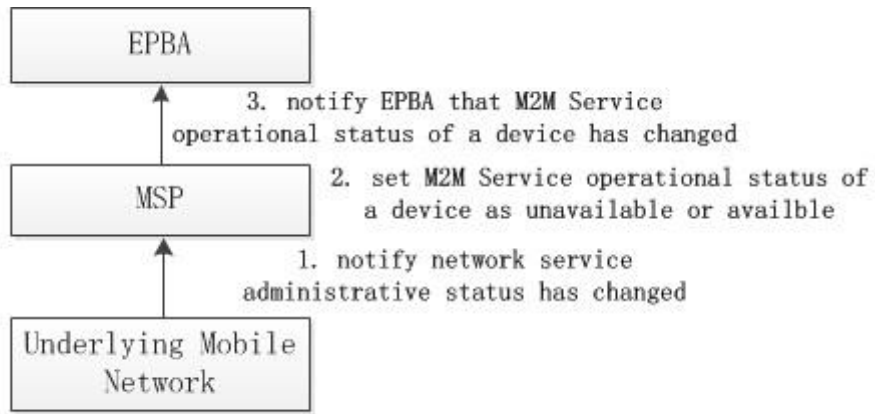 EPBA
3. notify EPBA that M2M Service
operational status of a device has changed
MSP
2. set M2M Service operational status of
a device as unavailable or availble
1. notify network service
administrative status has changed
Underlying Mobile
Network